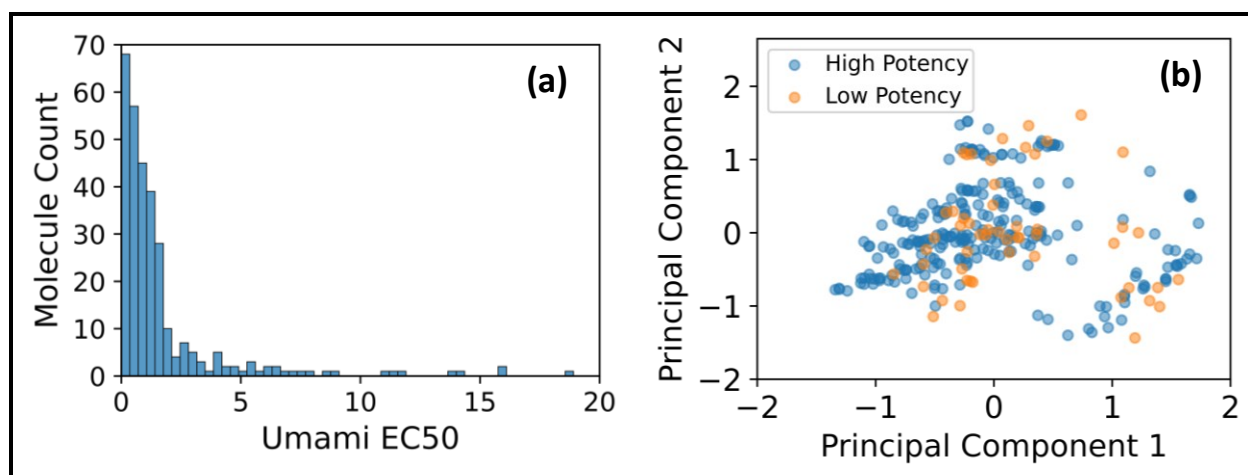 (a)
Molecule Count
70
60
50
40
30
20
10
0
0
5
10
15
20
Umami EC50
(b)
High Potency
Low Potency
Principal Component 2
2
1
0
−1
−2
−2
−1
0
1
2
Principal Component 1